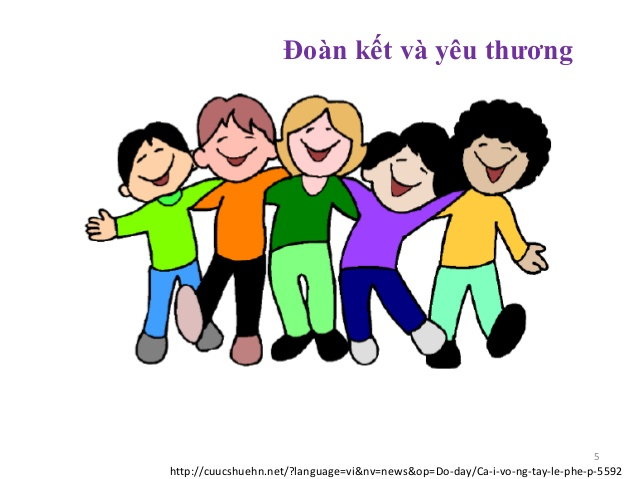 Đoàn kết và yêu thương
5
http://cuucshuehn.net/?language=vi&nv=news&op=Do-day/Ca-i-vo-ng-tay-le-phe-p-5592